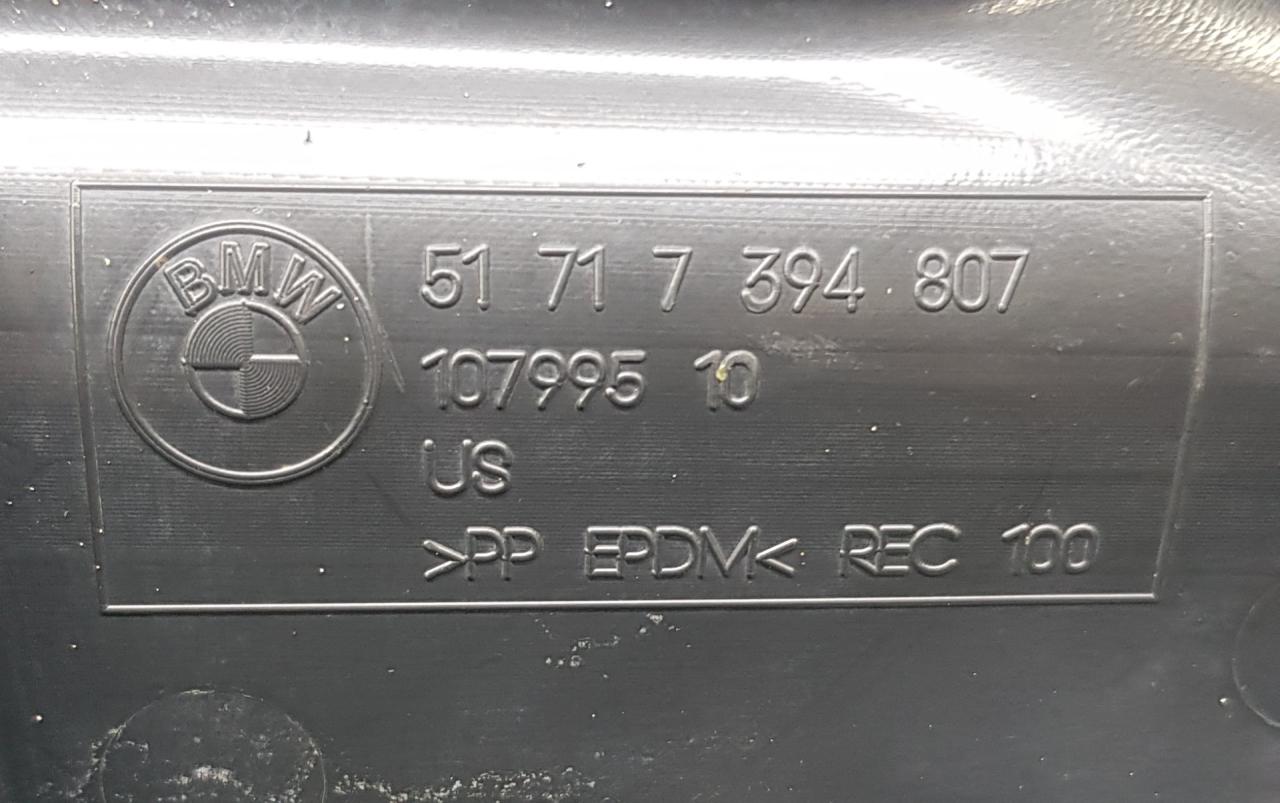 BMW
51 71 7 394 807
107995 10
US
>PP EPDM< REC 100